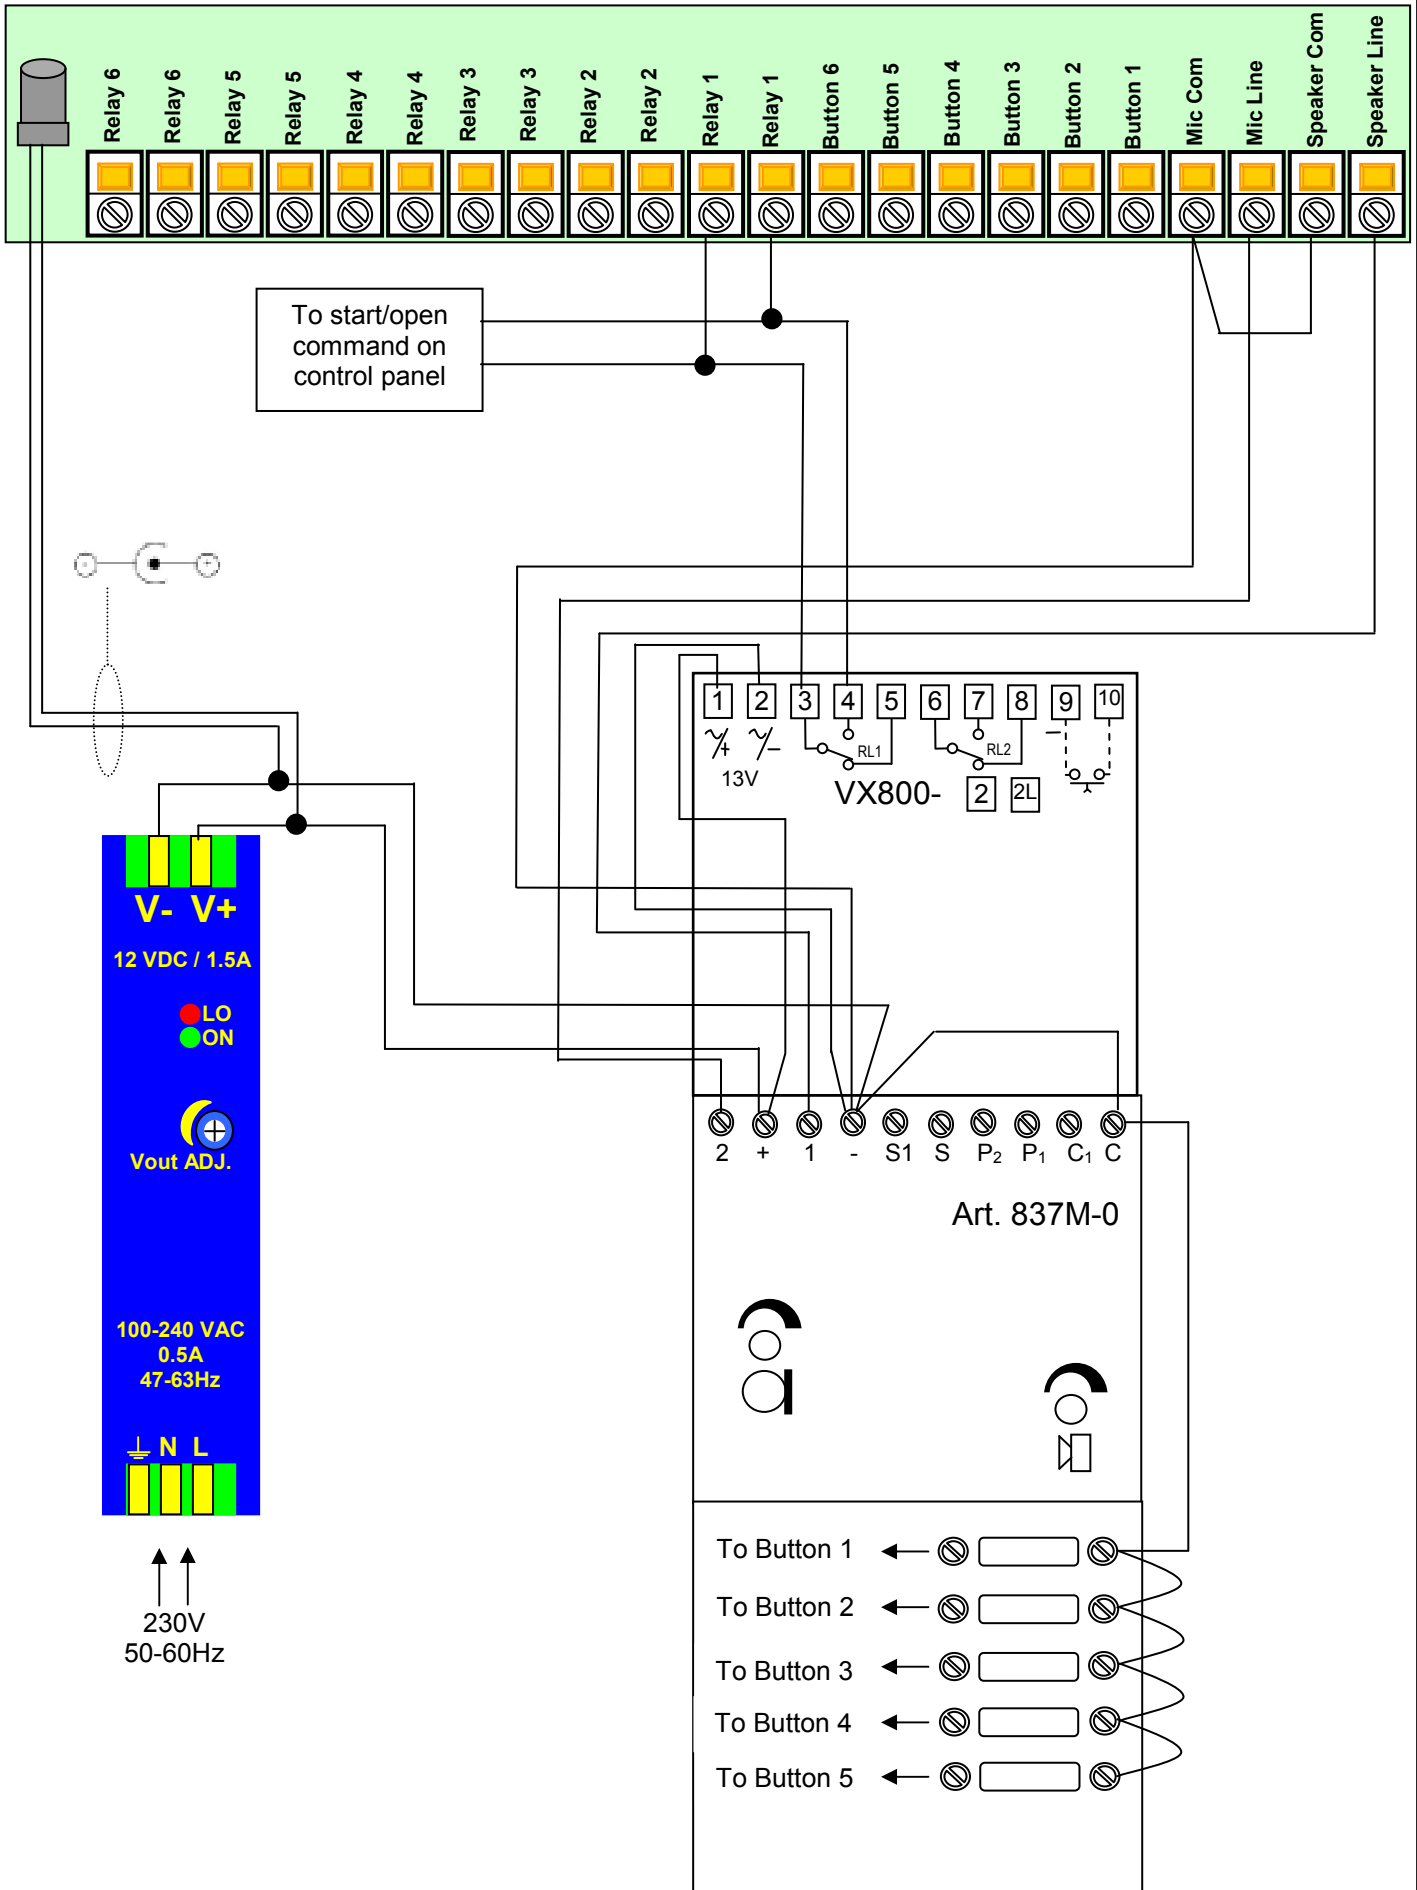 Relay 6
Relay 6
Relay 5
Relay 5
Relay 4
Relay 4
Relay 3
Relay 3
Relay 2
Relay 2
Relay 1
Relay 1
Button 6
Button 5
Button 4
Button 3
Button 2
Button 1
Mic Com
Mic Line
Speaker Com
Speaker Line
To start/open
command on
control panel
1 2 3 4 5 6 7 8 9 10
~/+ ~/- RL1 RL2 –
13V
VX800- 2 2L
V- V+
12 VDC / 1.5A
LO
ON
Vout ADJ.
100-240 VAC
0.5A
47-63Hz
N L
230V
50-60Hz
2 + 1 - S1 S P2 P1 C1 C
Art. 837M-0
To Button 1
To Button 2
To Button 3
To Button 4
To Button 5